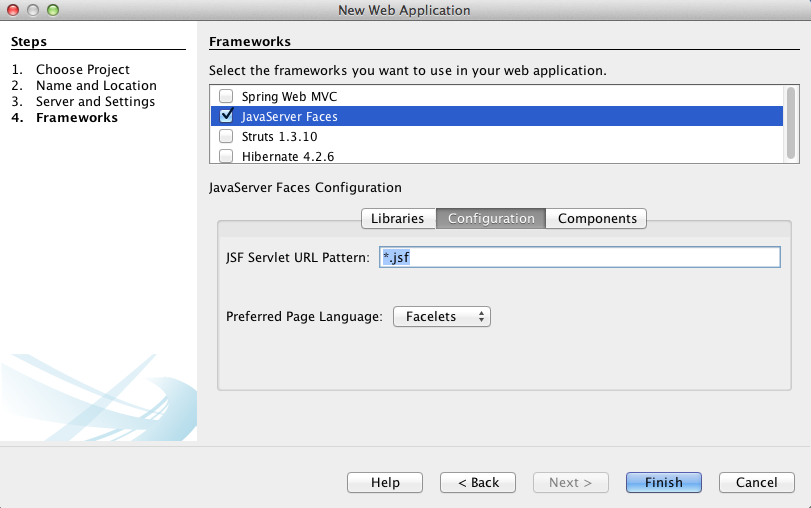 New Web Application
Steps
1. Choose Project
2. Name and Location
3. Server and Settings
4. Frameworks
Frameworks
Select the frameworks you want to use in your web application.
Spring Web MVC
JavaServer Faces
Struts 1.3.10
Hibernate 4.2.6
JavaServer Faces Configuration
Libraries Configuration Components
JSF Servlet URL Pattern: *.jsf
Preferred Page Language: Facelets
Help < Back Next > Finish Cancel